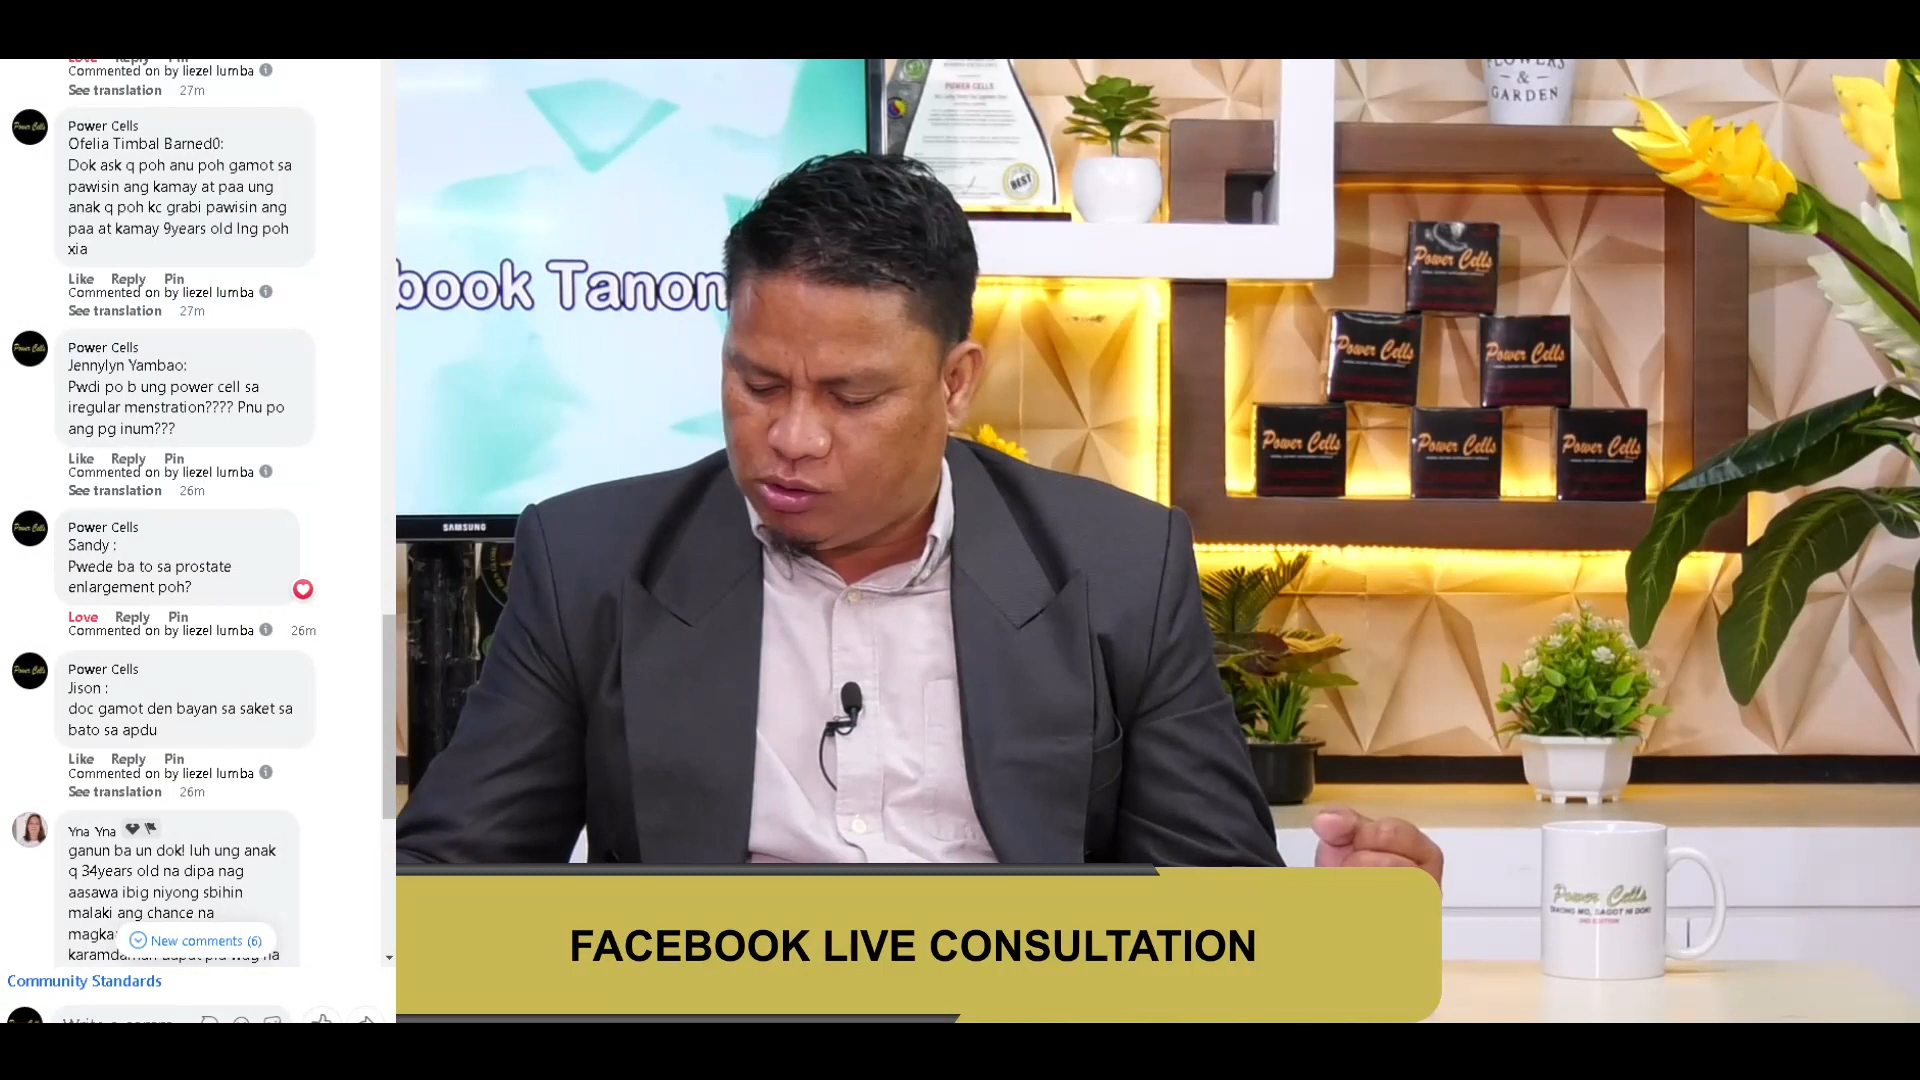 Love Reply Pin
Commented on by liezel lumba
See translation 27m
Power Cells
Ofelia Timbal Barned0:
Dok ask q poh anu poh gamot sa
pawisin ang kamay at paa ung
anak q poh kc grabi pawisin ang
paa at kamay 9years old lng poh
xia
Like Reply Pin
Commented on by liezel lumba
See translation 27m
Power Cells
Jennylyn Yambao:
Pwdi po b ung power cell sa
iregular menstration???? Pnu po
ang pg inum???
Like Reply Pin
Commented on by liezel lumba
See translation 26m
Power Cells
Sandy :
Pwede ba to sa prostate
enlargement poh?
Love Reply Pin
Commented on by liezel lumba 26m
Power Cells
Jison :
doc gamot den bayan sa saket sa
bato sa apdu
Like Reply Pin
Commented on by liezel lumba
See translation 26m
Yna Yna
ganun ba un dok! luh ung anak
q 34years old na dipa nag
aasawa ibig niyong sbihin
malaki ang chance na
New comments (6)
Community Standards
book Tanon
SAMSUNG
POWER CELLS
BEST
FLOWERS
&
GARDEN
Power Cells
Power Cells
Power Cells
Power Cells
Power Cells
Power Cells
Power Cells
TANONG MO, SAGOT NI DOK!
FACEBOOK LIVE CONSULTATION